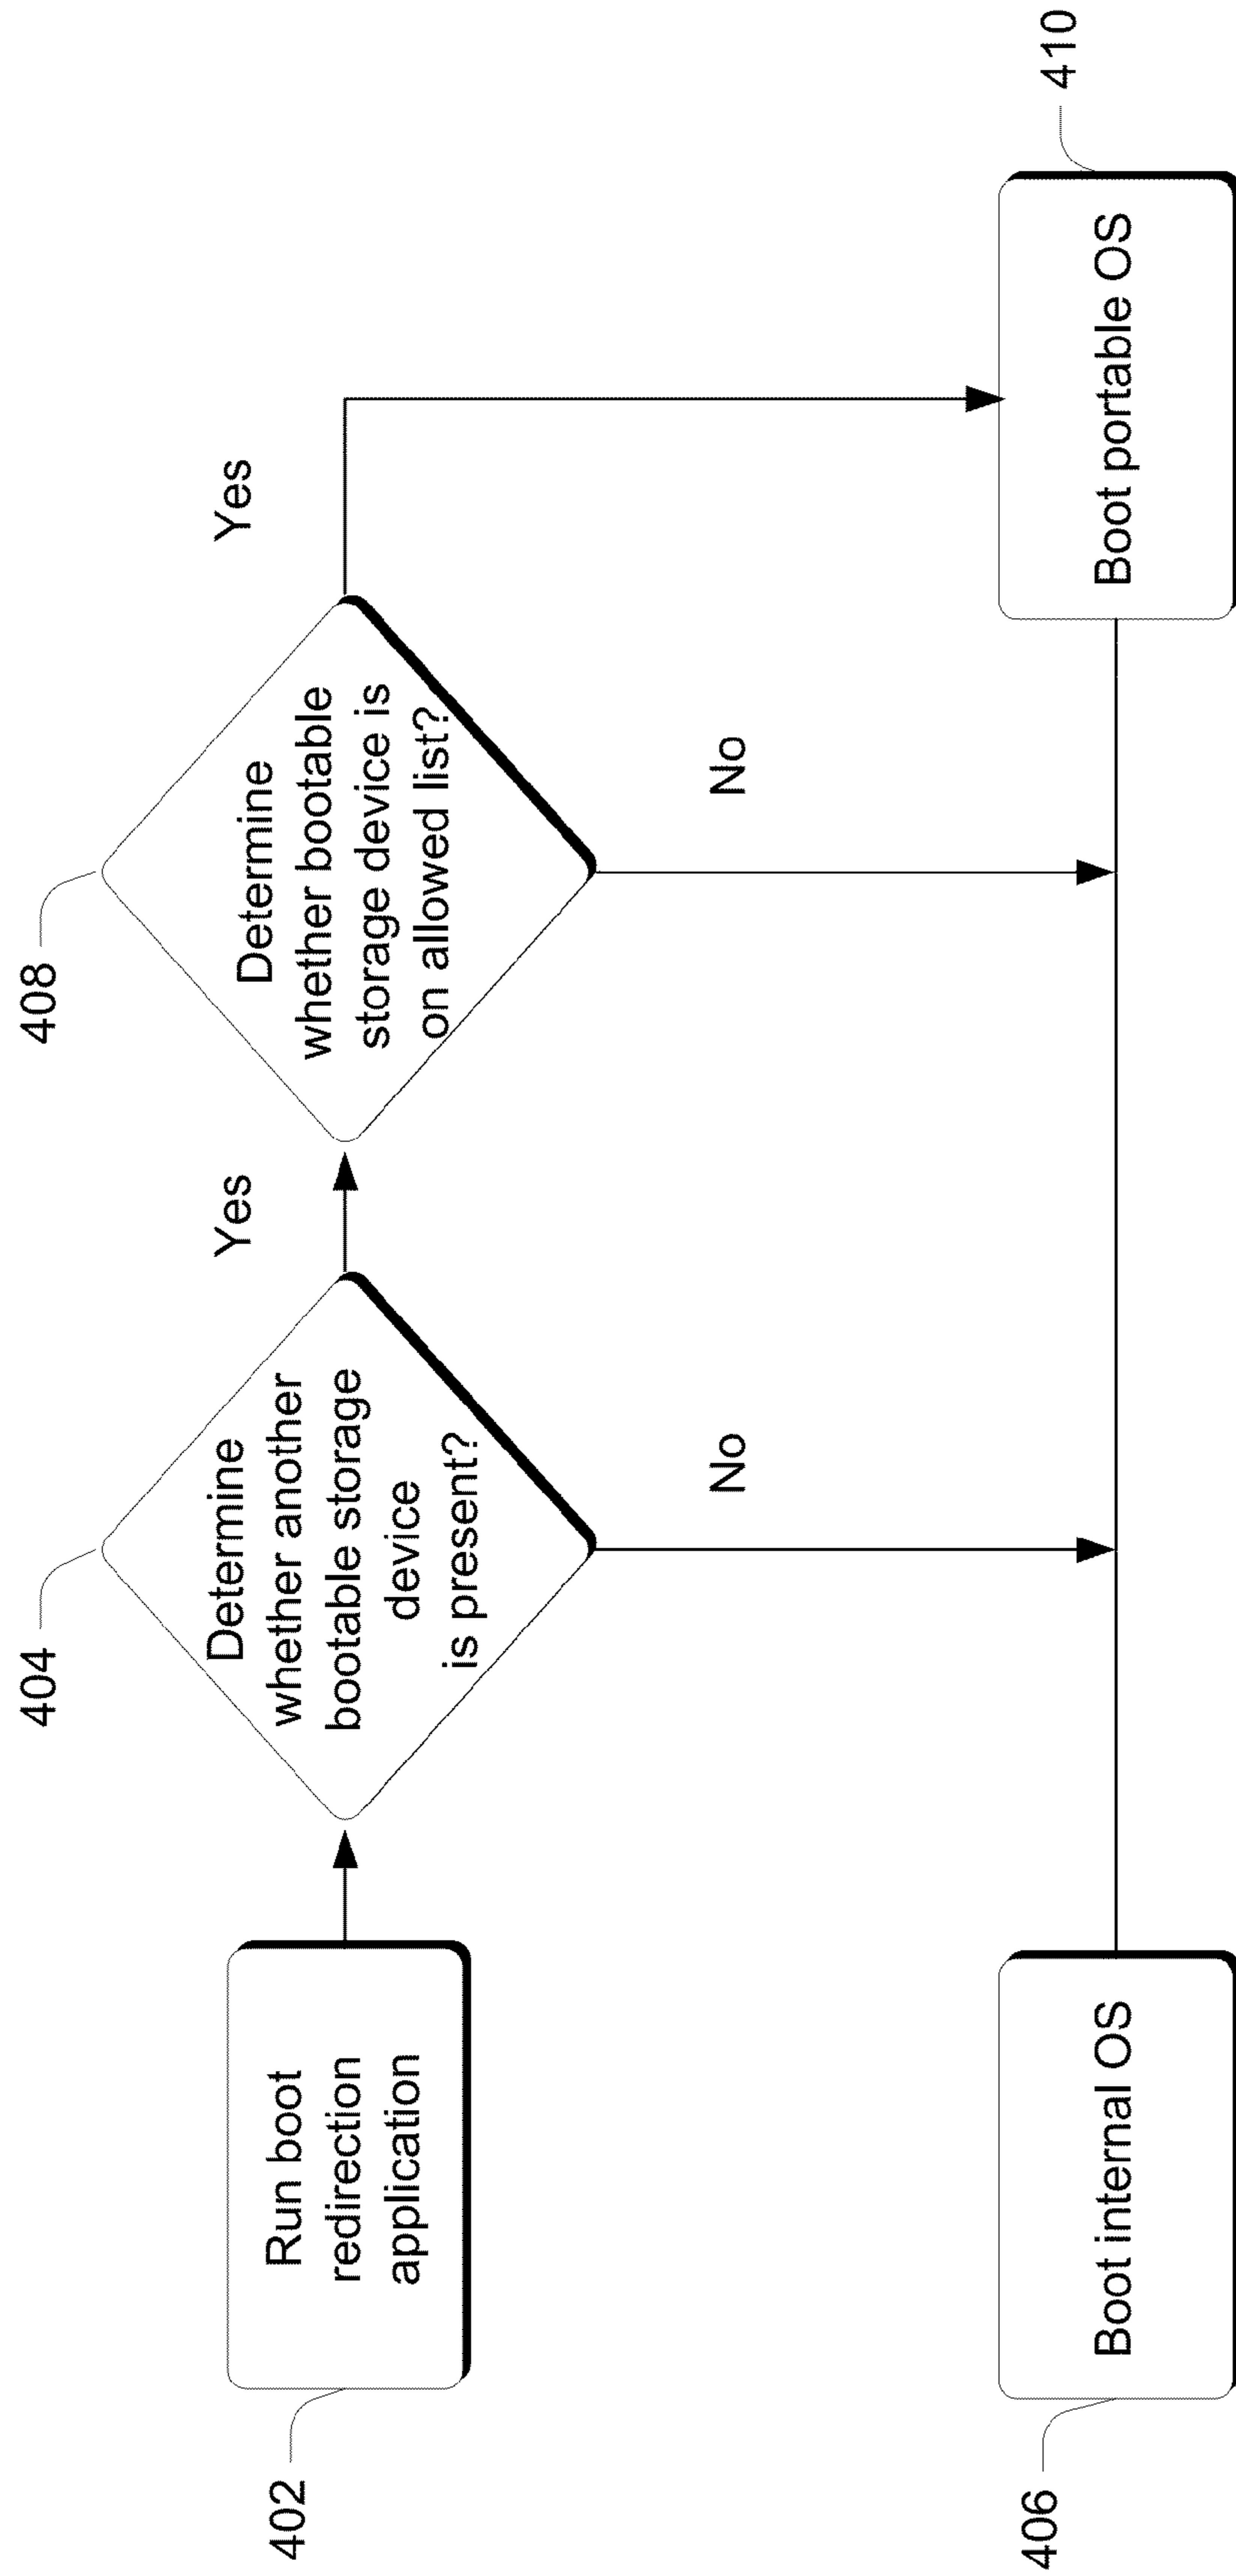 402
Run boot
redirection
application
404
Determine
whether another
bootable storage
device
is present?
Yes
No
408
Determine
whether bootable
storage device is
on allowed list?
Yes
No
406
Boot internal OS
410
Boot portable OS